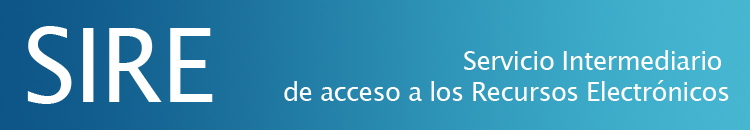 SIRE
Servicio Intermediario
de acceso a los Recursos Electrónicos